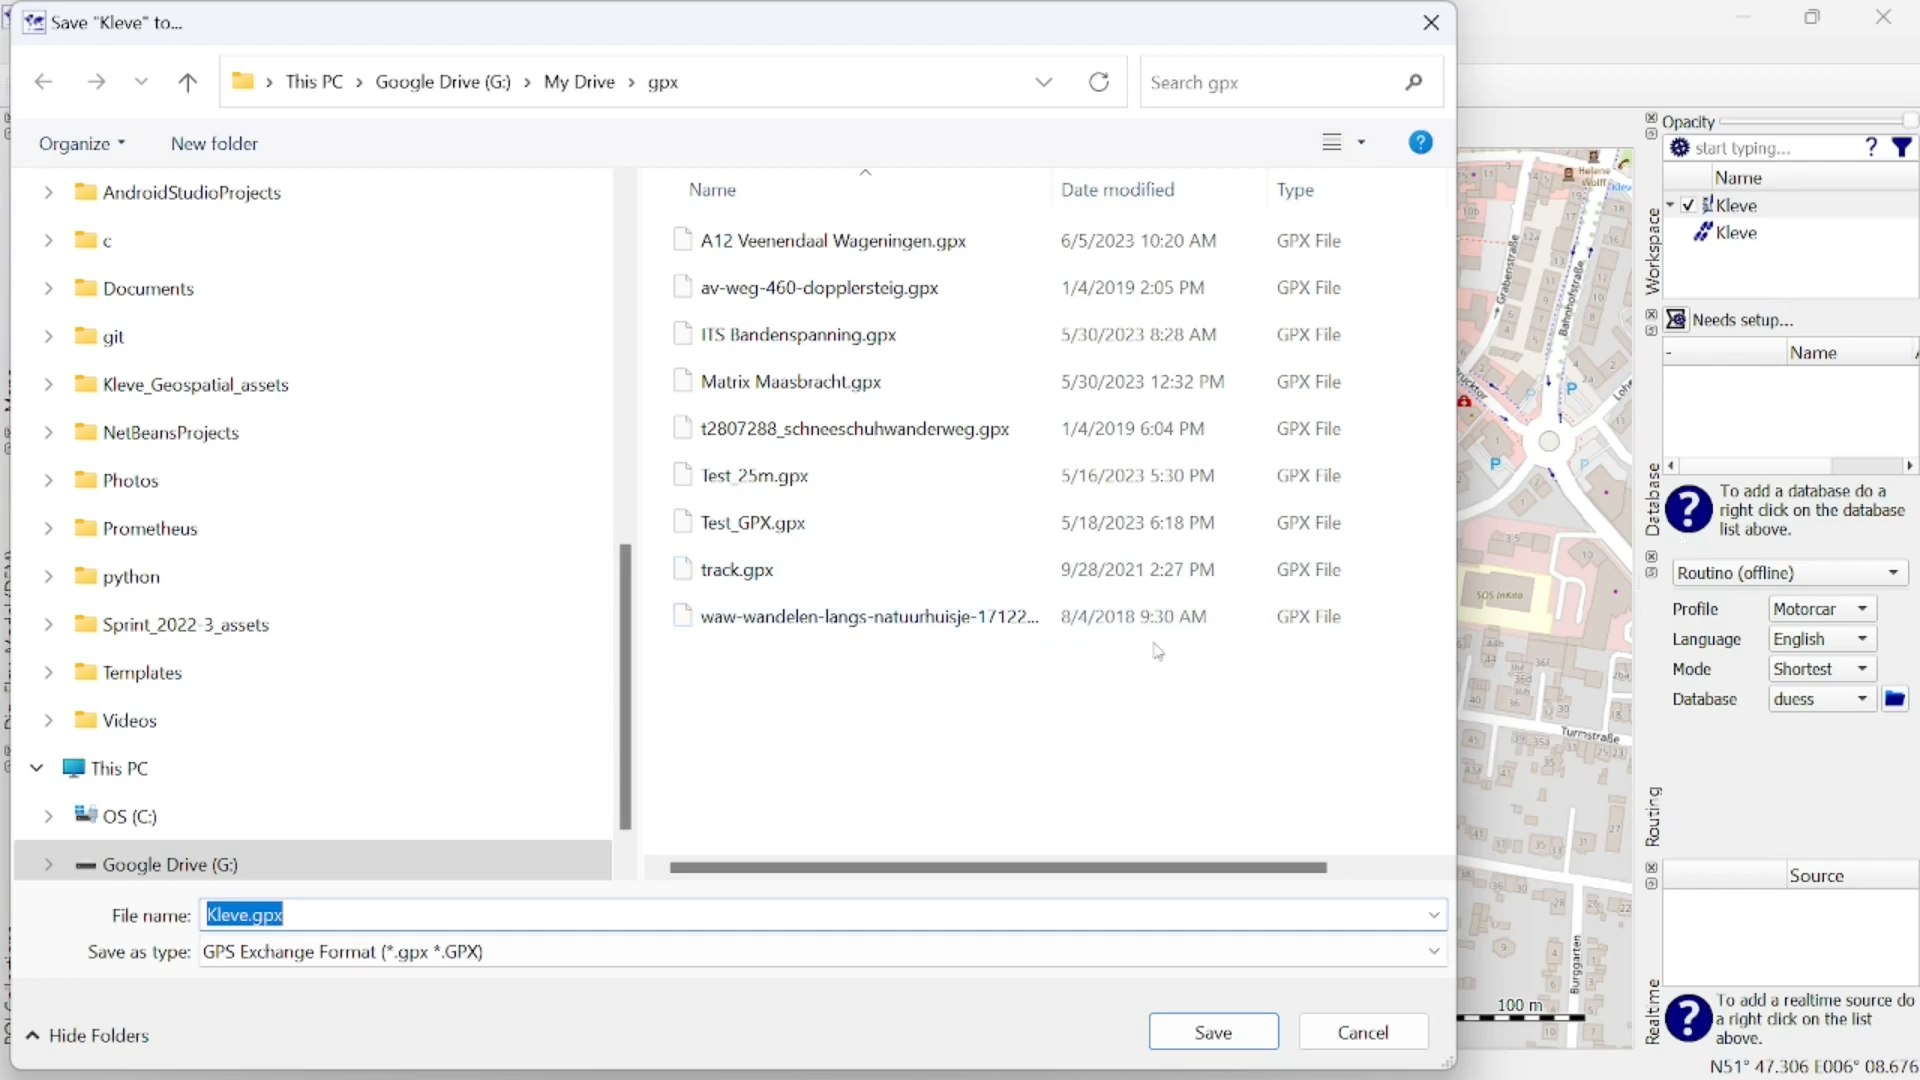 Save "Kleve" to...
This PC > Google Drive (G:) > My Drive > gpx
Search gpx
Organize
New folder
AndroidStudioProjects
c
Documents
git
Kleve_Geospatial_assets
NetBeansProjects
Photos
Prometheus
python
Sprint_2022-3_assets
Templates
Videos
This PC
OS (C:)
Google Drive (G:)
Name Date modified Type
A12 Veenendaal Wageningen.gpx 6/5/2023 10:20 AM GPX File
av-weg-460-dopplersteig.gpx 1/4/2019 2:05 PM GPX File
ITS Bandenspanning.gpx 5/30/2023 8:28 AM GPX File
Matrix Maasbracht.gpx 5/30/2023 12:32 PM GPX File
t2807288_schneeschuhwanderweg.gpx 1/4/2019 6:04 PM GPX File
Test_25m.gpx 5/16/2023 5:30 PM GPX File
Test_GPX.gpx 5/18/2023 6:18 PM GPX File
track.gpx 9/28/2021 2:27 PM GPX File
waw-wandelen-langs-natuurhuisje-17122... 8/4/2018 9:30 AM GPX File
File name: Kleve.gpx
Save as type: GPS Exchange Format (*.gpx *.GPX)
Hide Folders
Save
Cancel
Helene
Wolff
Grabenstraße
Bahnhofstraße
SOS InKita
Turmstraße
Burggarten
100 m
Opacity
start typing...
Name
Kleve
Kleve
Workspace
Needs setup...
Name
To add a database do a
right click on the database
list above.
Database
Routino (offline)
Profile Motorcar
Language English
Mode Shortest
Database duess
Routing
Source
To add a realtime source do
a right click on the list
above.
Realtime
N51° 47.306 E006° 08.676